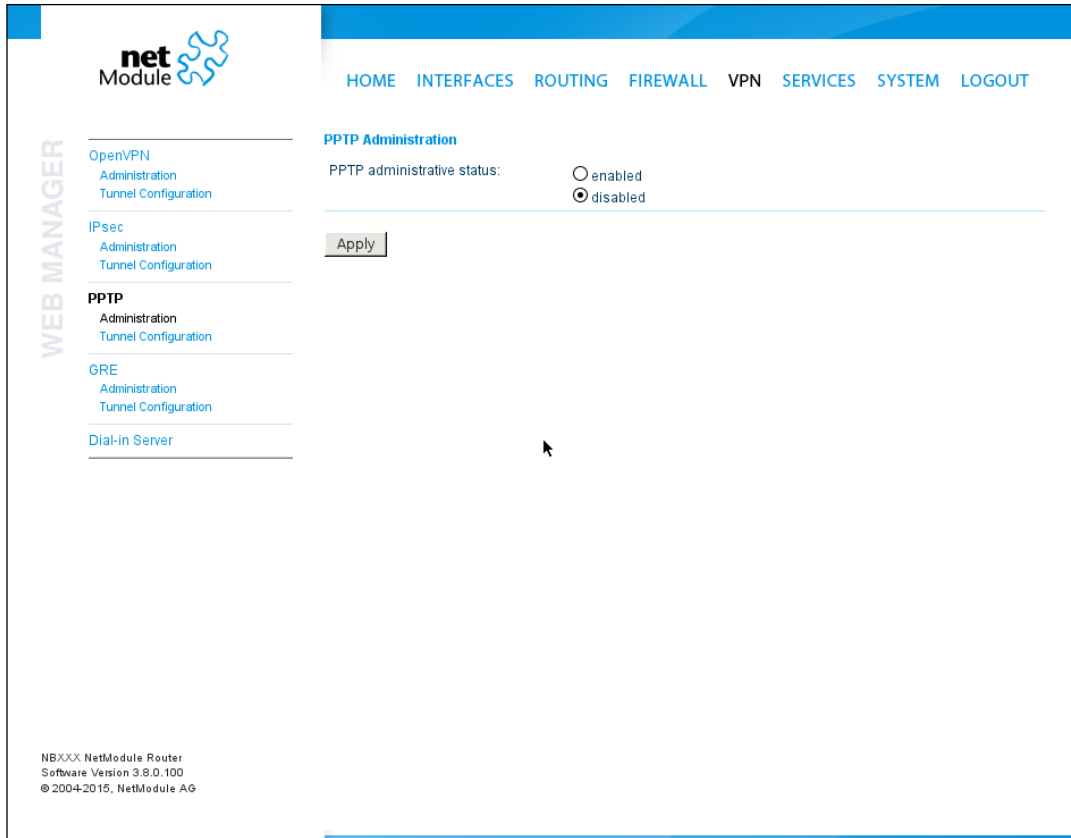 net
Module
HOME INTERFACES ROUTING FIREWALL VPN SERVICES SYSTEM LOGOUT
WEB MANAGER
OpenVPN
Administration
Tunnel Configuration
IPsec
Administration
Tunnel Configuration
PPTP
Administration
Tunnel Configuration
GRE
Administration
Tunnel Configuration
Dial-in Server
PPTP Administration
PPTP administrative status:
enabled
disabled
Apply
NBXXX NetModule Router
Software Version 3.8.0.100
© 2004-2015, NetModule AG